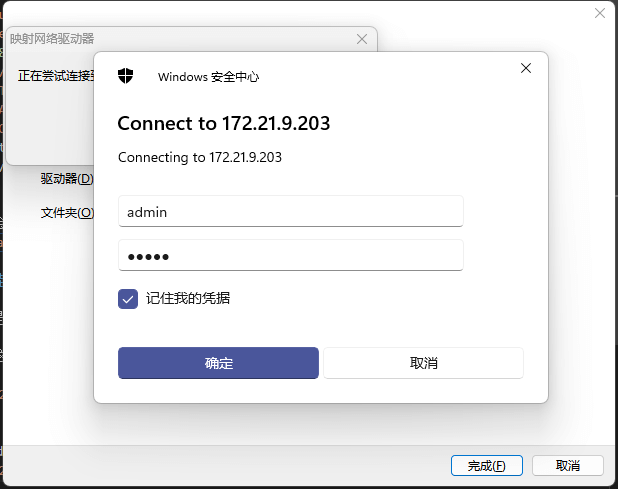 映射网络驱动器
正在尝试连接到
Windows 安全中心
Connect to 172.21.9.203
Connecting to 172.21.9.203
驱动器(D)
文件夹(O)
admin
●●●●●
记住我的凭据
确定
取消
完成(F)
取消